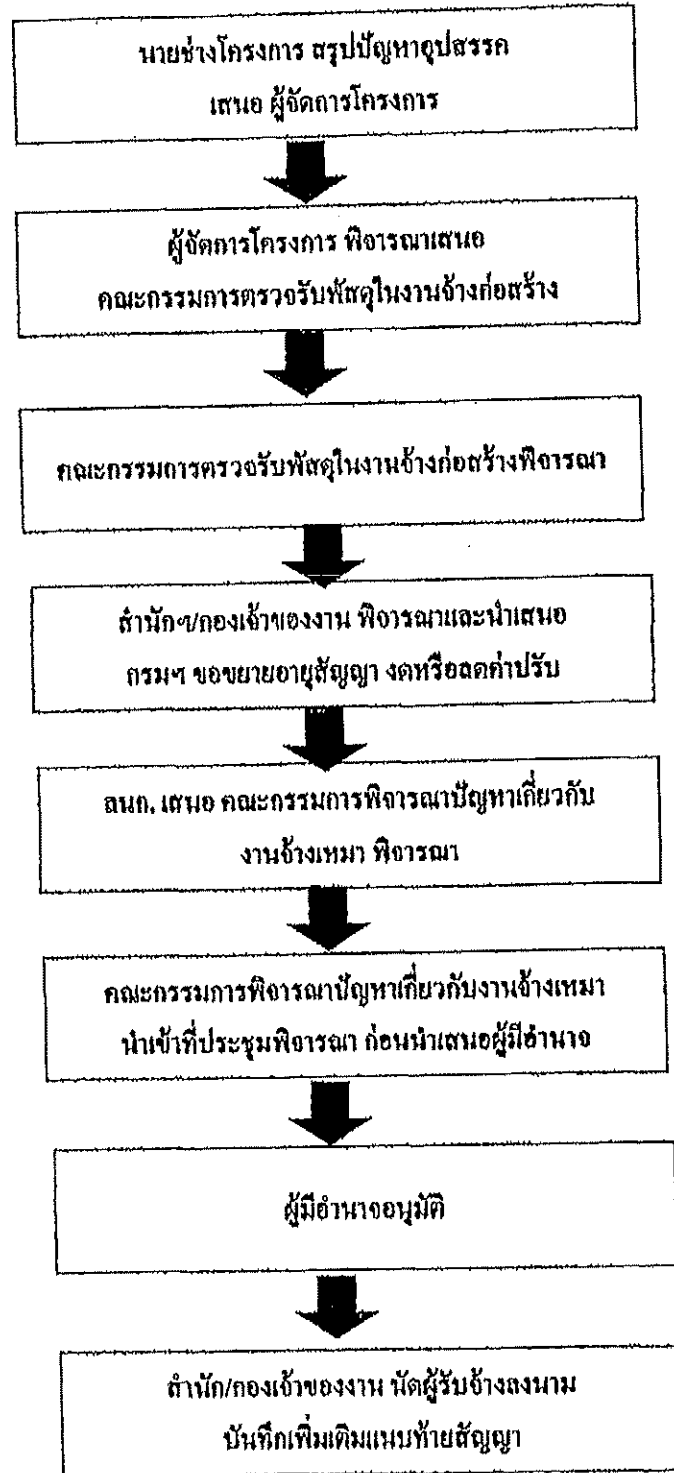 นายช่างโครงการ สรุปปัญหาอุปสรรค
เสนอ ผู้จัดการโครงการ
ผู้จัดการโครงการ พิจารณาเสนอ
คณะกรรมการตรวจรับพัสดุในงานจ้างก่อสร้าง
คณะกรรมการตรวจรับพัสดุในงานจ้างก่อสร้างพิจารณา
สำนักฯ/กองเจ้าของงาน พิจารณาและนำเสนอ
กรมฯ ขอขยายอายุสัญญา งดหรือลดค่าปรับ
ลนก. เสนอ คณะกรรมการพิจารณาปัญหาเกี่ยวกับ
งานจ้างเหมา พิจารณา
คณะกรรมการพิจารณาปัญหาเกี่ยวกับงานจ้างเหมา
นำเข้าที่ประชุมพิจารณา ก่อนนำเสนอผู้มีอำนาจ
ผู้มีอำนาจอนุมัติ
สำนัก/กองเจ้าของงาน นัดผู้รับจ้างลงนาม
บันทึกเพิ่มเติมแนบท้ายสัญญา